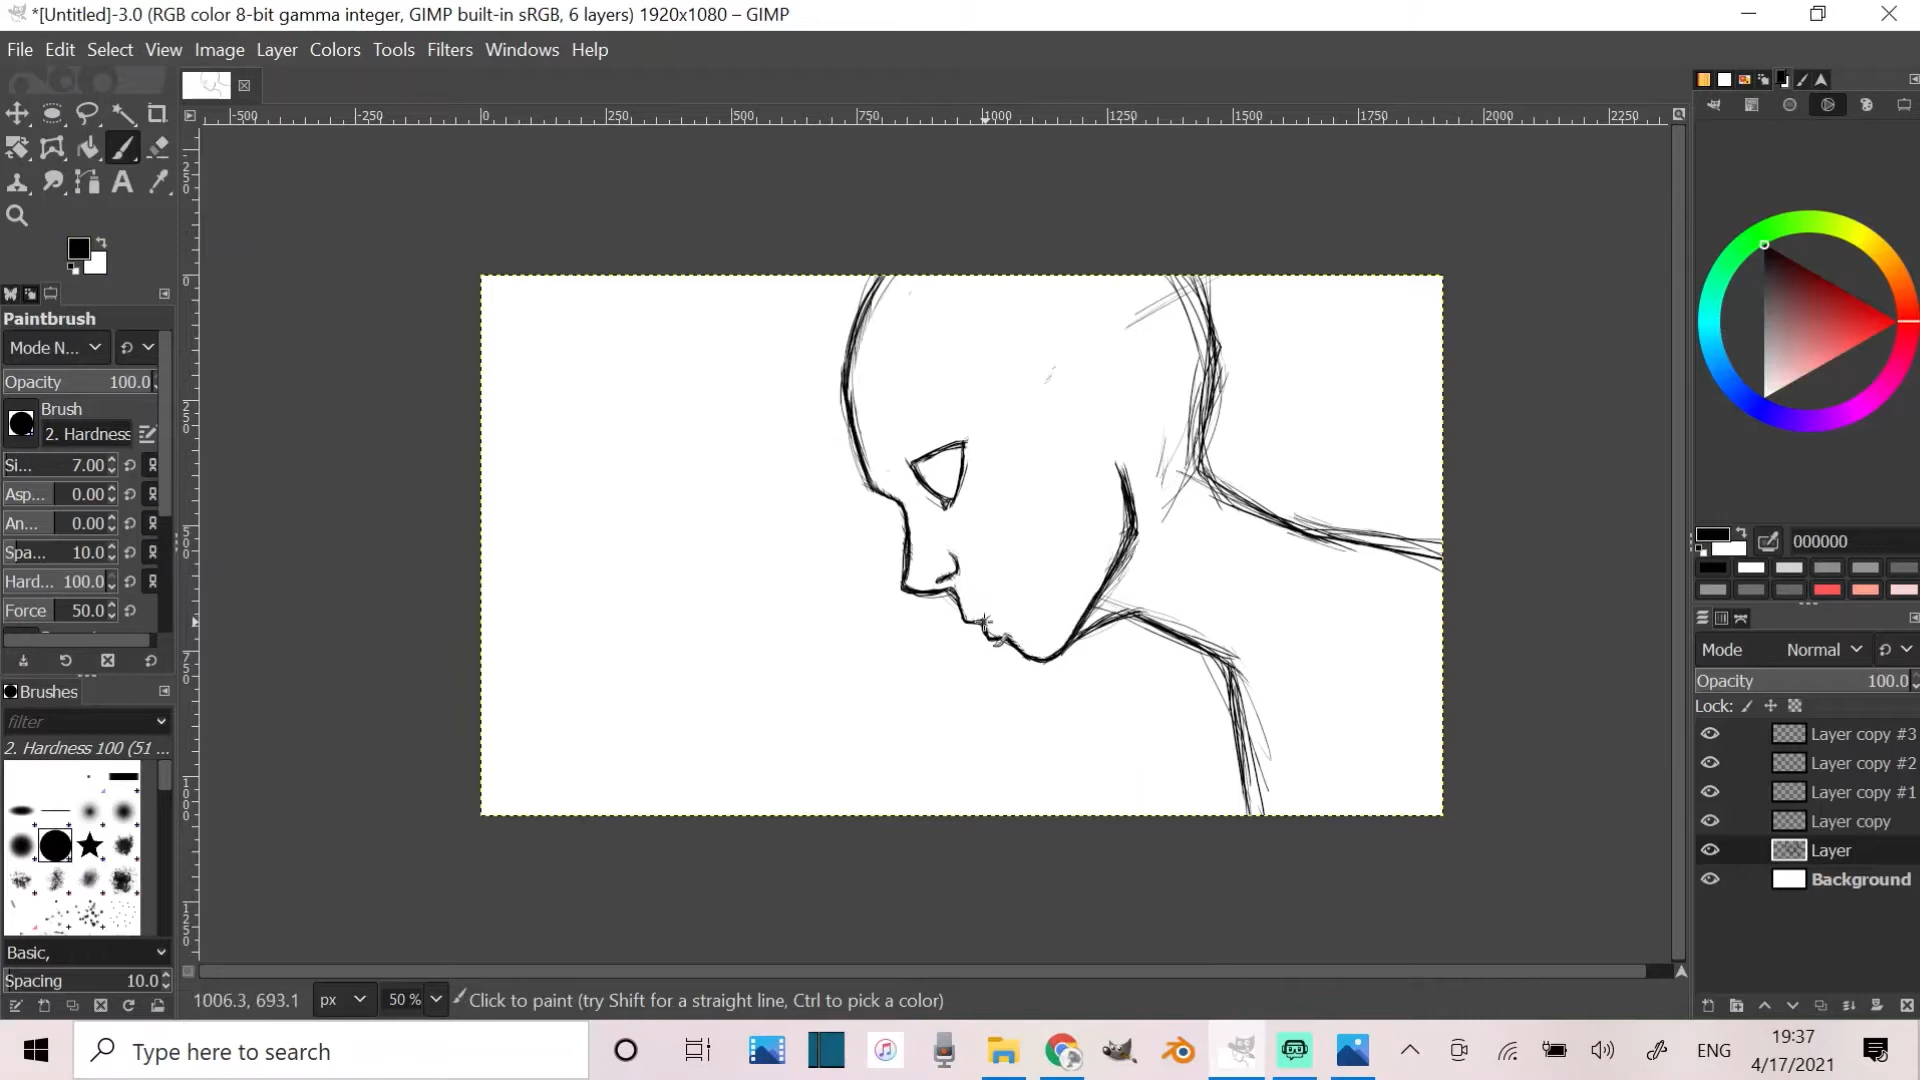 *[Untitled]-3.0 (RGB color 8-bit gamma integer, GIMP built-in sRGB, 6 layers) 1920x1080 – GIMP
File Edit Select View Image Layer Colors Tools Filters Windows Help
-500 -250 0 250 500 750 1000 1250 1500 1750 2000 2250
0
250
500
750
1000
1250
Paintbrush
Mode N...
Opacity 100.0
Brush
2. Hardness
Si... 7.00
Asp... 0.00
An... 0.00
Spa... 10.0
Hard... 100.0
Force 50.0
Brushes
filter
2. Hardness 100 (51 ...
Basic,
Spacing 10.0
000000
Mode Normal
Opacity 100.0
Lock:
Layer copy #3
Layer copy #2
Layer copy #1
Layer copy
Layer
Background
1006.3, 693.1 px 50 % Click to paint (try Shift for a straight line, Ctrl to pick a color)
Type here to search
ENG
19:37
4/17/2021